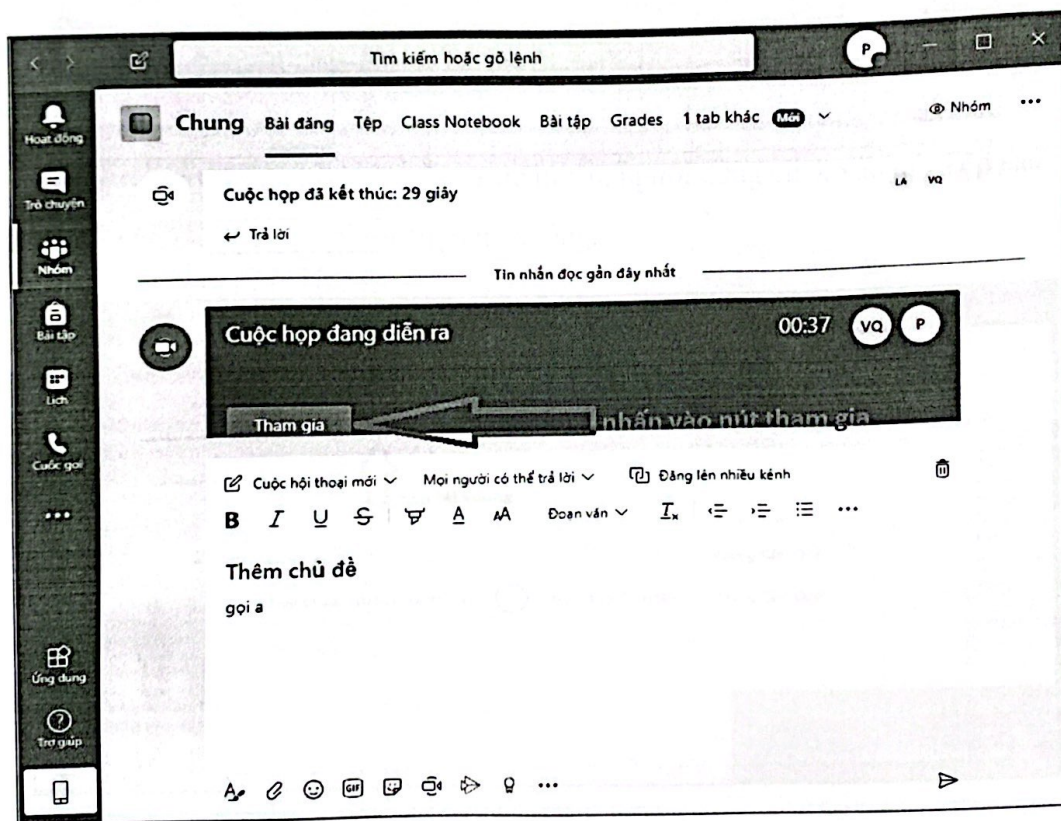 Tìm kiếm hoặc gõ lệnh
P
Hoạt động
Trò chuyện
Nhóm
Bài tập
Lịch
Cuộc gọi
Ứng dụng
Trợ giúp
Chung Bài đăng Tệp Class Notebook Bài tập Grades 1 tab khác Mới
Nhóm
Cuộc họp đã kết thúc: 29 giây
LA VQ
Trả lời
Tin nhắn đọc gần đây nhất
Cuộc họp đang diễn ra
00:37 VQ P
Tham gia
nhấn vào nút tham gia
Cuộc hội thoại mới Mọi người có thể trả lời Đăng lên nhiều kênh
B I U S A AA Đoạn văn Ix
Thêm chủ đề
gọi a
GIF